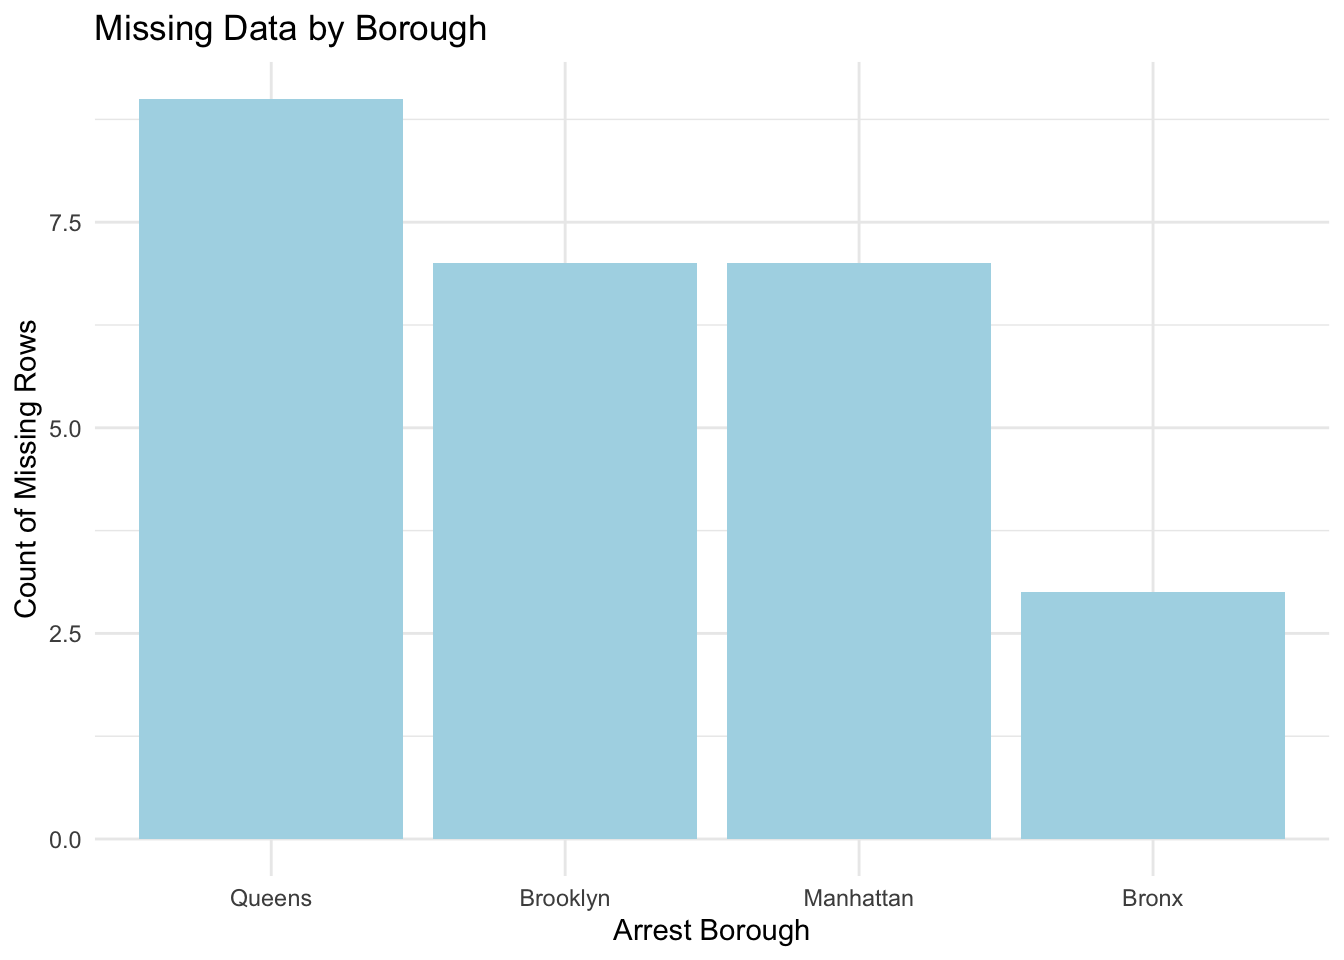 Missing Data by Borough
Count of Missing Rows
7.5
5.0
2.5
0.0
Queens Brooklyn Manhattan Bronx
Arrest Borough